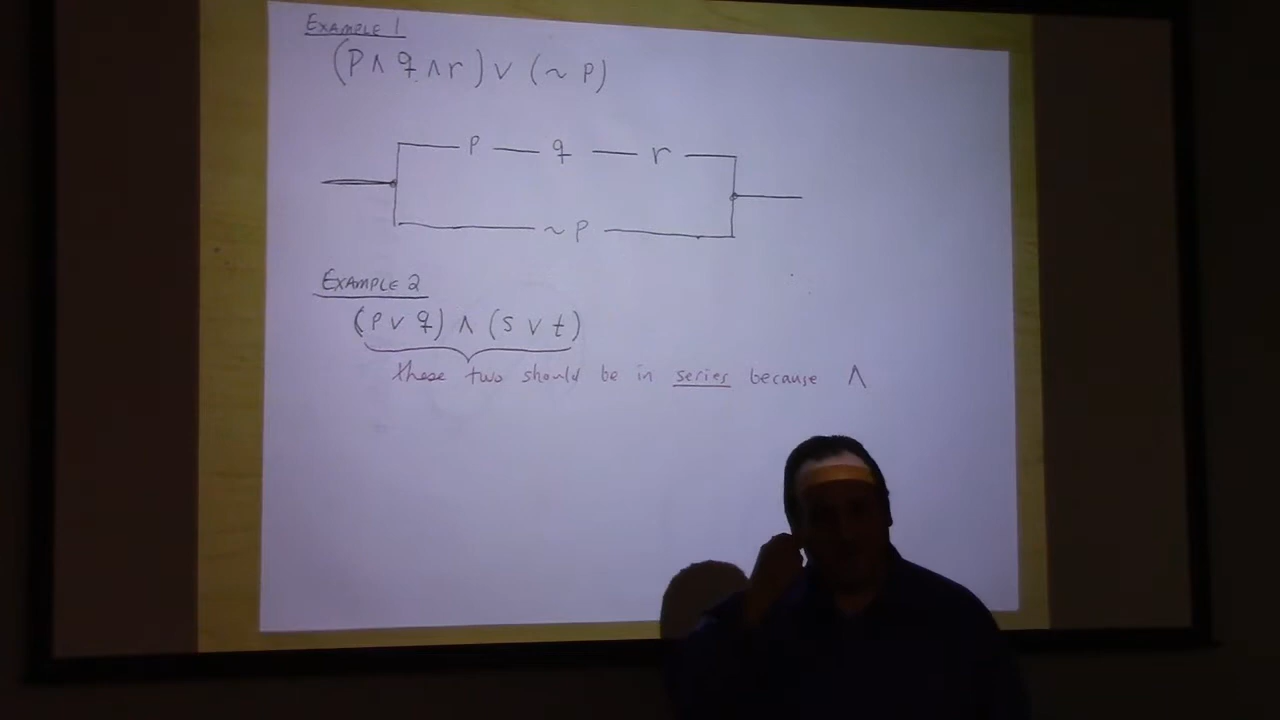 EXAMPLE 1
(p ∧ q ∧ r) ∨ (~ p)
p q r
~ p
EXAMPLE 2
(p ∨ q) ∧ (s ∨ t)
these two should be in series because ∧